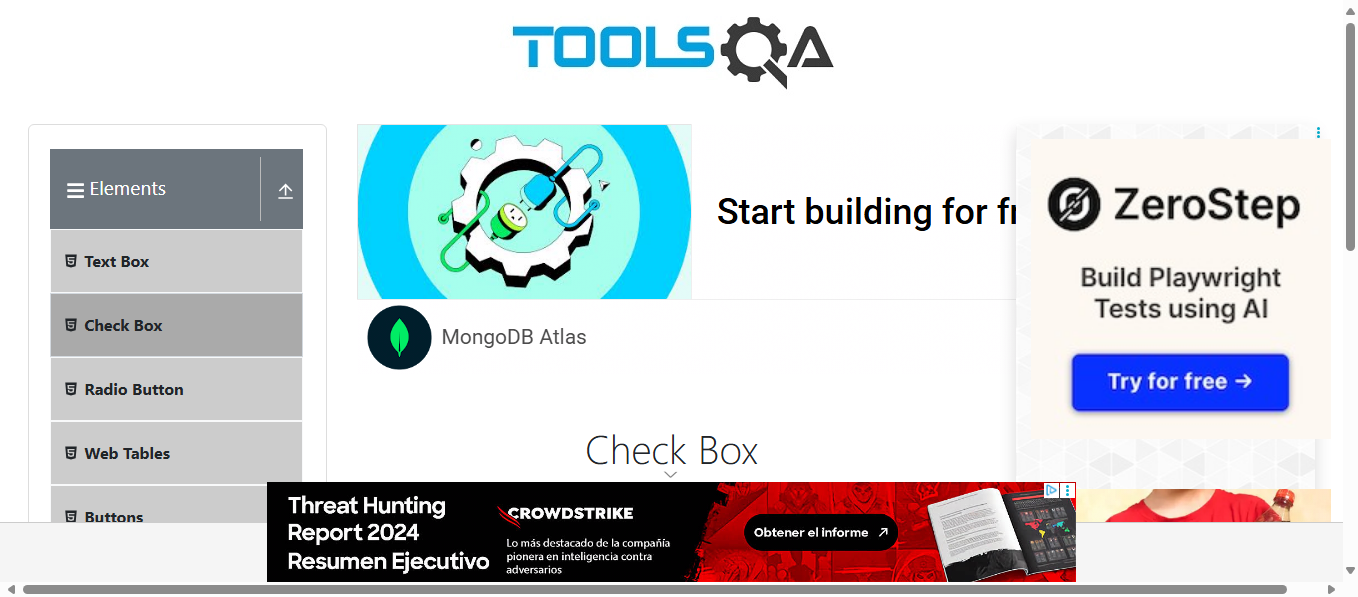 TOOLSQA
Elements
Text Box
Check Box
Radio Button
Web Tables
Buttons
Start building for fr
MongoDB Atlas
ZeroStep
Build Playwright
Tests using AI
Try for free →
Check Box
Threat Hunting
Report 2024
Resumen Ejecutivo
CROWDSTRIKE
Lo más destacado de la compañía
pionera en inteligencia contra
adversarios
Obtener el informe